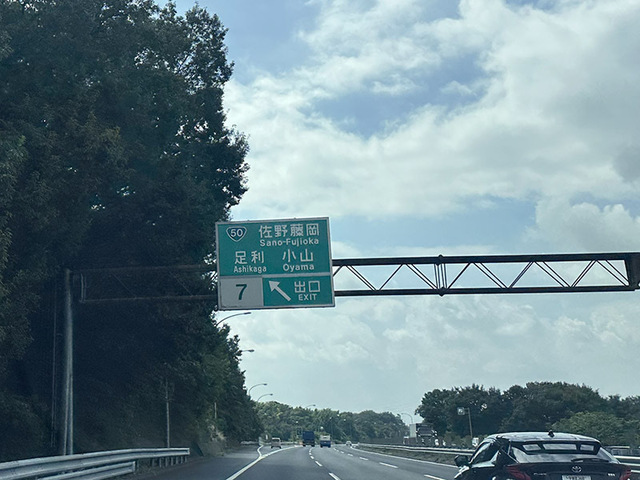 50 佐野藤岡
Sano-Fujioka
足利 小山
Ashikaga Oyama
7 出口
EXIT